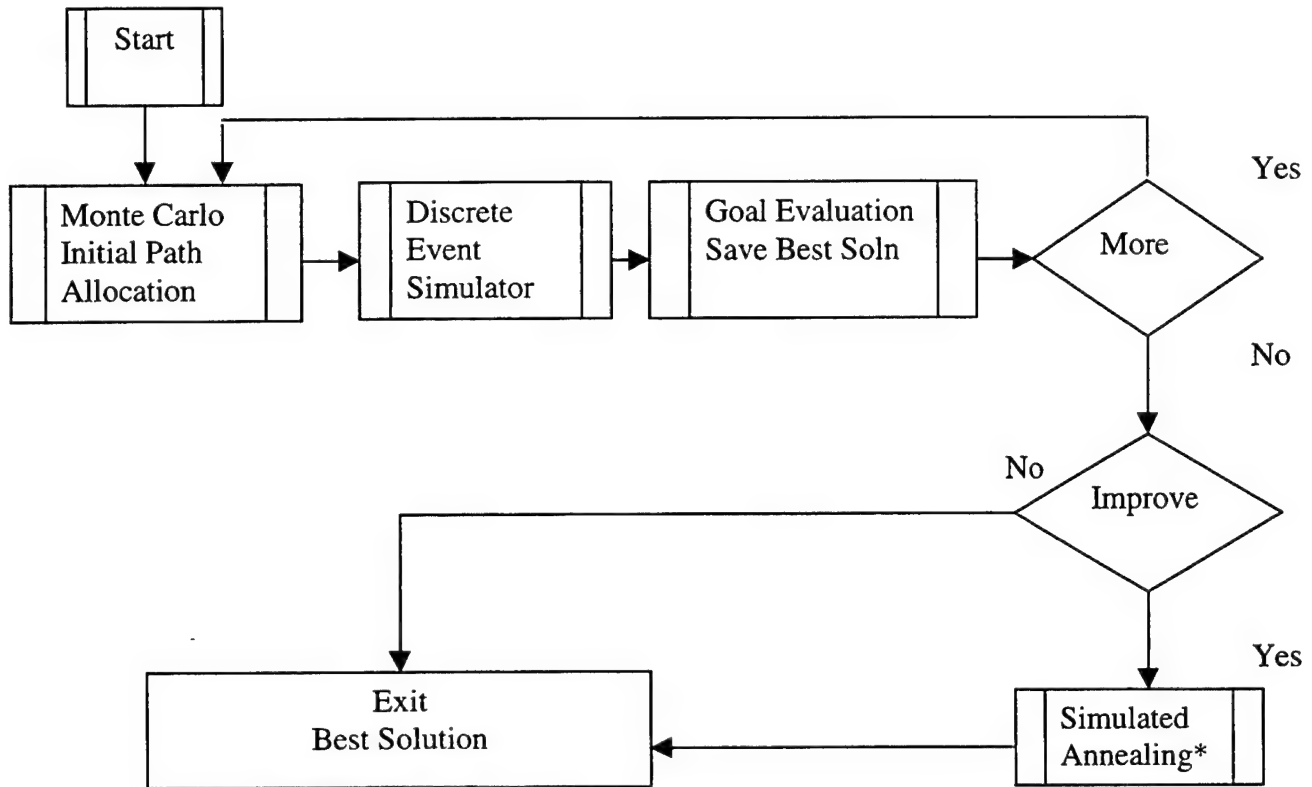 Start
Yes
Monte Carlo
Initial Path
Allocation
Discrete
Event
Simulator
Goal Evaluation
Save Best Soln
More
No
No
Improve
Yes
Exit
Best Solution
Simulated
Annealing*